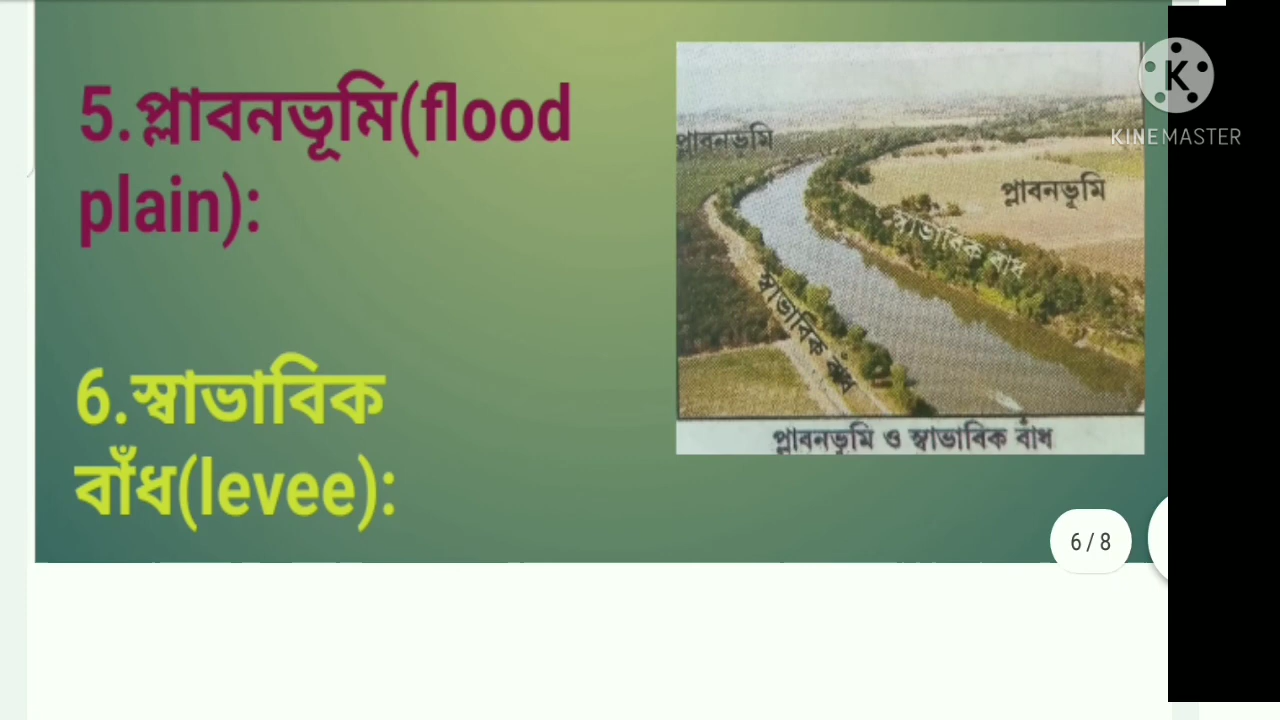 5.প্লাবনভূমি(flood
plain):
6.স্বাভাবিক
বাঁধ(levee):
প্লাবনভূমি
প্লাবনভূমি
স্বাভাবিক বাঁধ
স্বাভাবিক বাঁধ
প্লাবনভূমি ও স্বাভাবিক বাঁধ
K
KINEMASTER
6 / 8